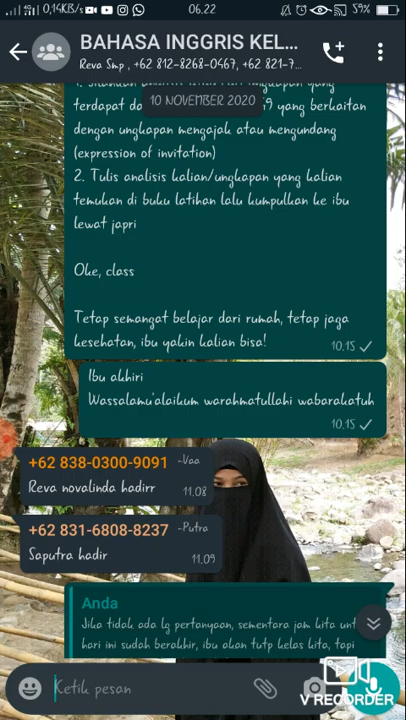 0,14KB/s
06.22
59%
BAHASA INGGRIS KEL...
Reva Smp, +62 812-8268-0467, +62 821-7...
10 NOVEMBER 2020
terdapat
yang berkaitan
dengan ungkapan mengajak atau mengundang
(expression of invitation)
2. Tulis analisis kalian/ungkapan yang kalian
temukan di buku latihan lalu kumpulkan ke ibu
lewat japri
Oke, class
Tetap semangat belajar dari rumah, tetap jaga
kesehatan, ibu yakin kalian bisa!
10.15
Ibu akhiri
Wassalamu'alaikum warahmatullahi wabarakatuh
10.15
+62 838-0300-9091 ~Vaa
Reva novalinda hadirr
11.08
+62 831-6808-8237 ~Putra
Saputra hadir
11.09
Anda
Jika tidak ada lg pertanyaan, sementara jam kita unt
hari ini sudah berakhir, ibu akan tutp kelas kita, tapi
Ketik pesan
V RECORDER